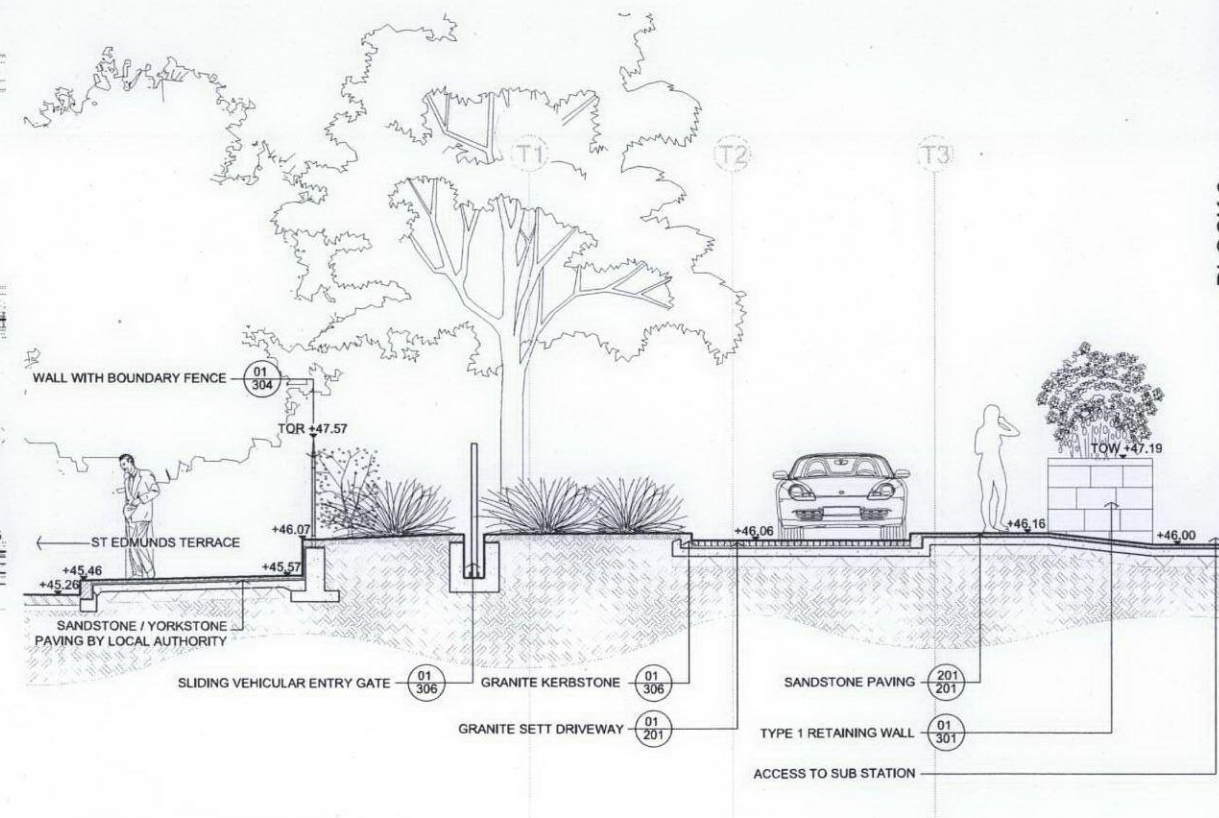 T1
T2
T3
WALL WITH BOUNDARY FENCE
01
304
TOR +47.57
TOW +47.19
+46.07
+46.06
+46.16
+46.00
ST EDMUNDS TERRACE
+45.46
+45.57
+45.26
SANDSTONE / YORKSTONE
PAVING BY LOCAL AUTHORITY
SLIDING VEHICULAR ENTRY GATE
01
306
GRANITE KERBSTONE
01
306
SANDSTONE PAVING
201
201
GRANITE SETT DRIVEWAY
01
201
TYPE 1 RETAINING WALL
01
301
ACCESS TO SUB STATION